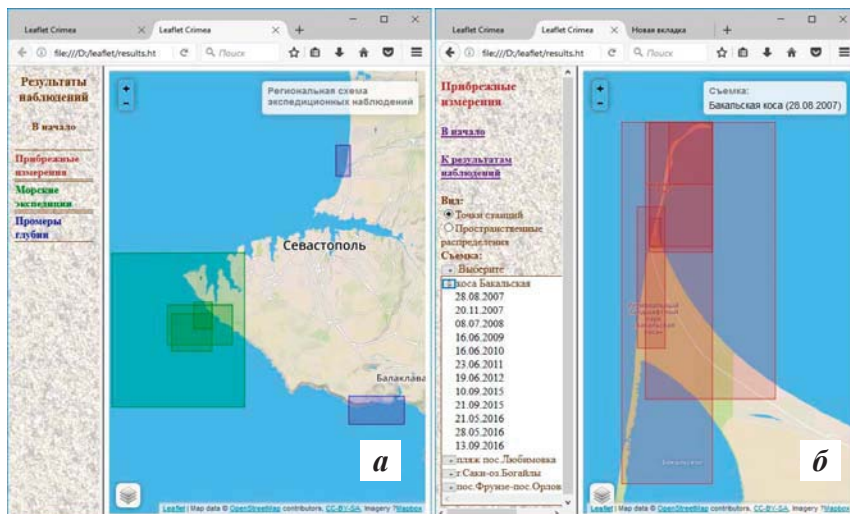 Leaflet Crimea
Leaflet Crimea
file:///D:/leaflet/results.ht
Поиск
Результаты
наблюдений
В начало
Прибрежные
измерения
Морские
экспедиции
Промеры
глубин
+
−
Региональная схема
экспедиционных наблюдений
Севастополь
Балаклава
а
Leaflet | Map data © OpenStreetMap contributors, CC-BY-SA, Imagery ?Mapbox
Leaflet Crimea
Leaflet Crimea
Новая вкладка
file:///D:/leaflet/results.ht
Поиск
Прибрежные
измерения
В начало
К результатам
наблюдений
Вид:
Точки станций
Пространственные
распределения
Съемка:
Выберите
коса Бакальская
28.08.2007
20.11.2007
08.07.2008
16.06.2009
16.06.2010
23.06.2011
19.06.2012
10.09.2015
21.09.2015
21.05.2016
28.05.2016
13.09.2016
пляж пос.Любимовка
г.Саки-оз.Богайлы
пос.Фрунзе-пос.Орлов
+
−
Съемка:
Бакальская коса (28.08.2007)
Бакальское
б
Leaflet | Map data © OpenStreetMap contributors, CC-BY-SA, Imagery ?Mapbox